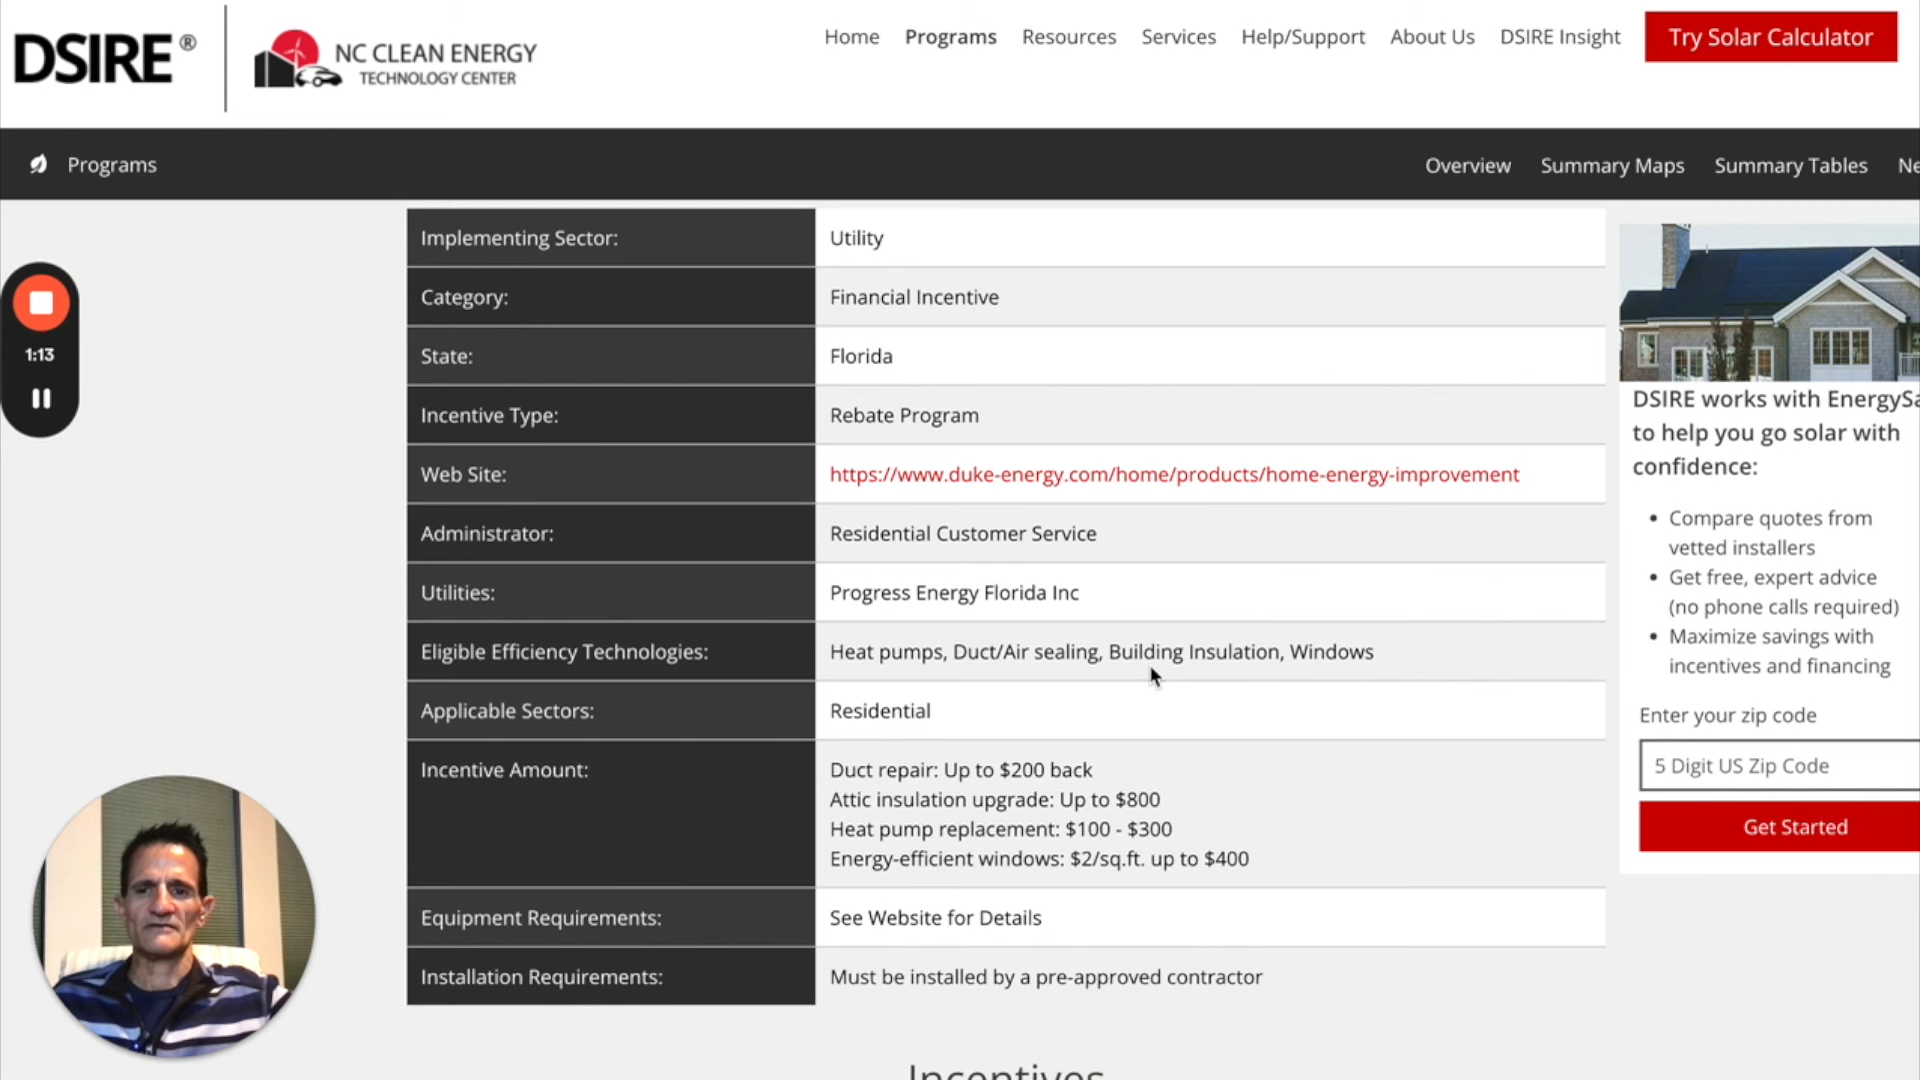 DSIRE®
NC CLEAN ENERGY
TECHNOLOGY CENTER
Home Programs Resources Services Help/Support About Us DSIRE Insight Try Solar Calculator
Programs Overview Summary Maps Summary Tables Ne
Implementing Sector: Utility
Category: Financial Incentive
State: Florida
Incentive Type: Rebate Program
Web Site: https://www.duke-energy.com/home/products/home-energy-improvement
Administrator: Residential Customer Service
Utilities: Progress Energy Florida Inc
Eligible Efficiency Technologies: Heat pumps, Duct/Air sealing, Building Insulation, Windows
Applicable Sectors: Residential
Incentive Amount: Duct repair: Up to $200 back
Attic insulation upgrade: Up to $800
Heat pump replacement: $100 - $300
Energy-efficient windows: $2/sq.ft. up to $400
Equipment Requirements: See Website for Details
Installation Requirements: Must be installed by a pre-approved contractor
Incentives
1:13
DSIRE works with EnergySa
to help you go solar with
confidence:
• Compare quotes from
vetted installers
• Get free, expert advice
(no phone calls required)
• Maximize savings with
incentives and financing
Enter your zip code
5 Digit US Zip Code
Get Started